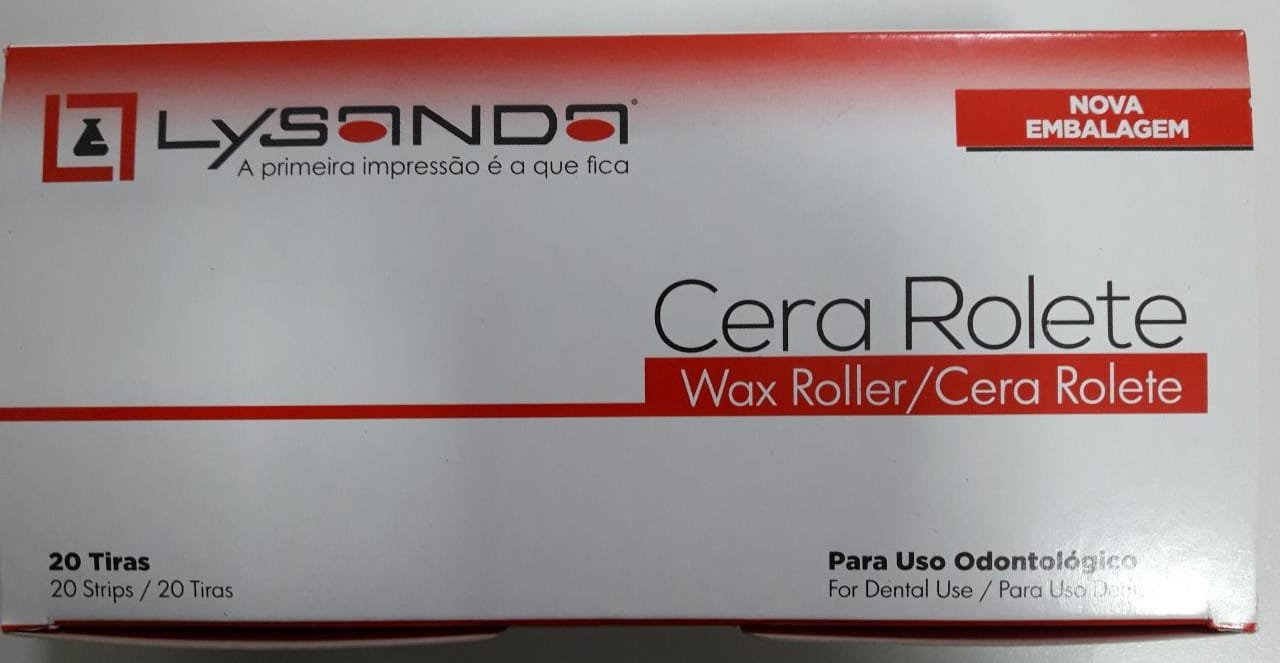 LYSANDA
A primeira impressão é a que fica
NOVA
EMBALAGEM
Cera Rolete
Wax Roller/Cera Rolete
20 Tiras
20 Strips / 20 Tiras
Para Uso Odontológico
For Dental Use / Para Uso